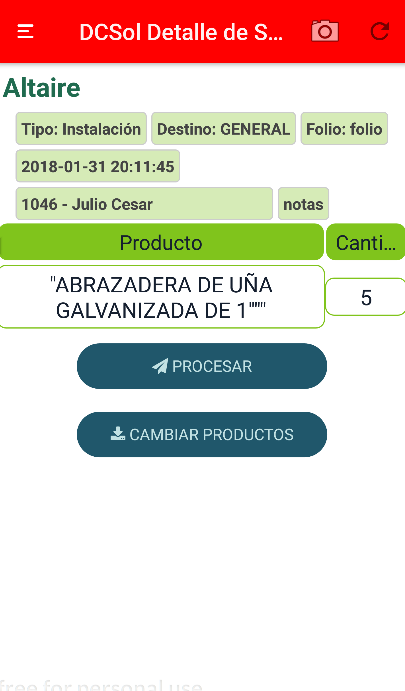 DCSol Detalle de S...
Altaire
Tipo: Instalación Destino: GENERAL Folio: folio
2018-01-31 20:11:45
1046 - Julio Cesar notas
Producto Canti...
"ABRAZADERA DE UÑA 5
GALVANIZADA DE 1""""
PROCESAR
CAMBIAR PRODUCTOS
free for personal use